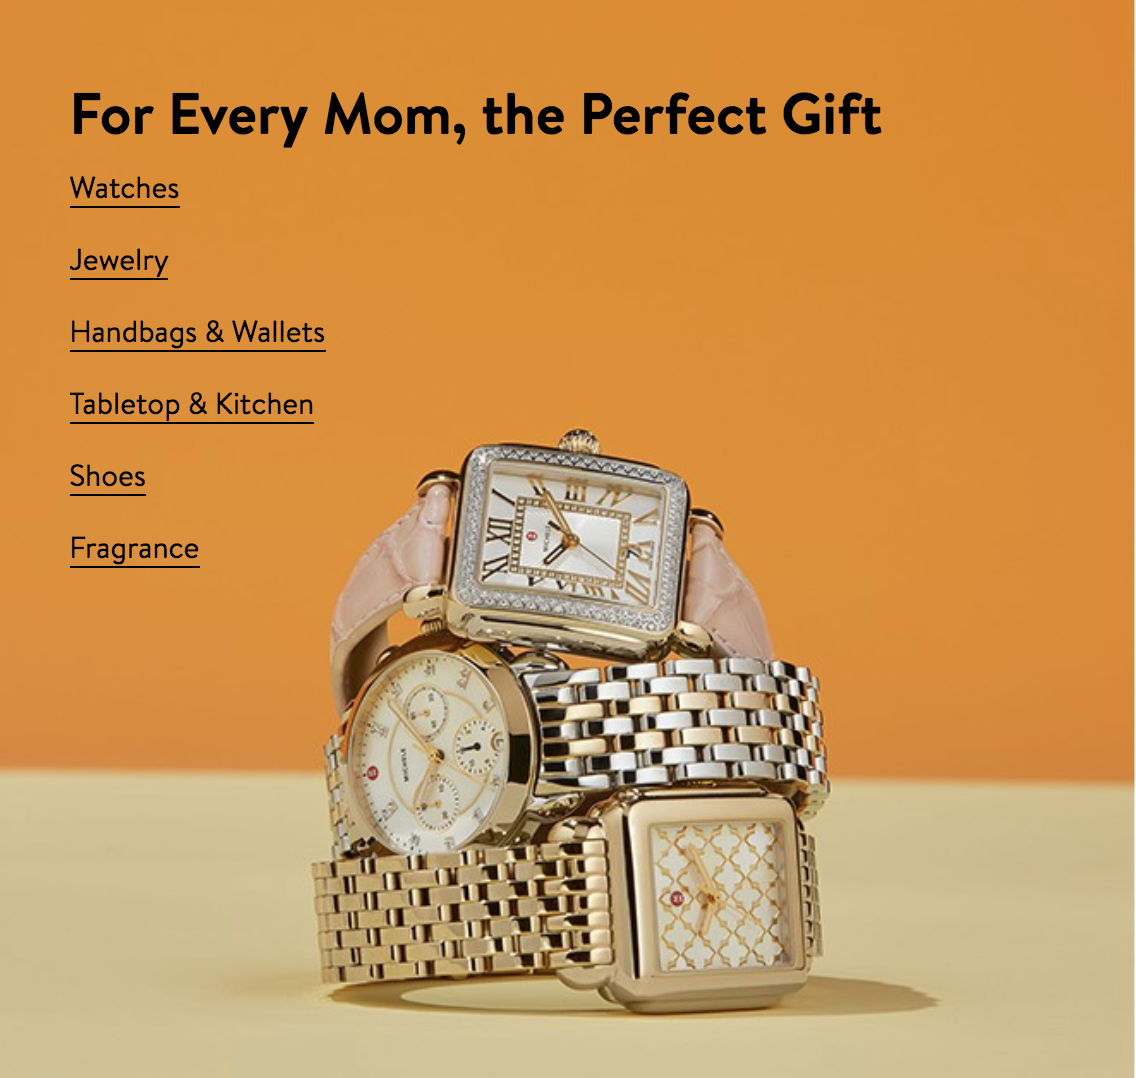 For Every Mom, the Perfect Gift
Watches
Jewelry
Handbags & Wallets
Tabletop & Kitchen
Shoes
Fragrance
MICHELE
MICHELE